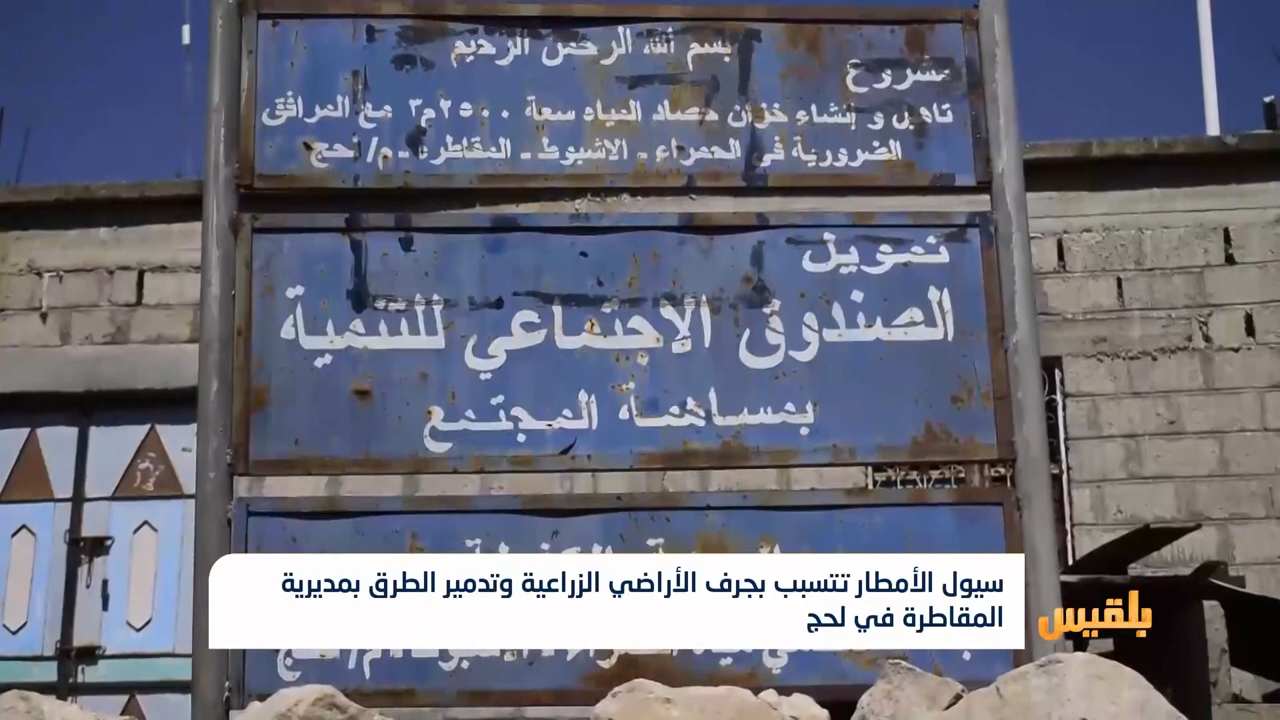 بسم الله الرحمن الرحيم
مشروع
تاهيل و إنشاء خزان حصاد المياه سعة ٢٥٠٠م٣ مع المرافق
الضرورية في الحمراء - الاشبوط - المقاطرة - م/لحج
تمويل
الصندوق الاجتماعي للتنمية
بمساهمة المجتمع
سيول الأمطار تتسبب بجرف الأراضي الزراعية وتدمير الطرق بمديرية
المقاطرة في لحج
بلقيس